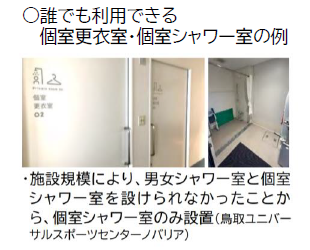 ○誰でも利用できる
個室更衣室・個室シャワー室の例
個室
更衣室
02
・施設規模により、男女シャワー室と個室
シャワー室を設けられなかったことか
ら、個室シャワー室のみ設置（鳥取ユニバー
サルスポーツセンターノバリア）